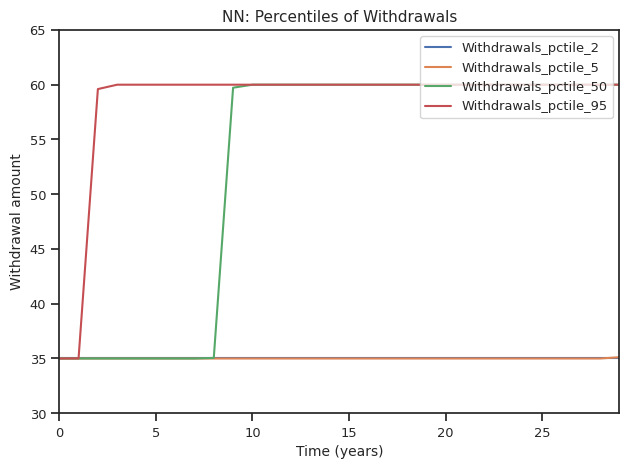 NN: Percentiles of Withdrawals
65
60
55
50
45
40
35
30
Withdrawal amount
Withdrawals_pctile_2
Withdrawals_pctile_5
Withdrawals_pctile_50
Withdrawals_pctile_95
0 5 10 15 20 25
Time (years)